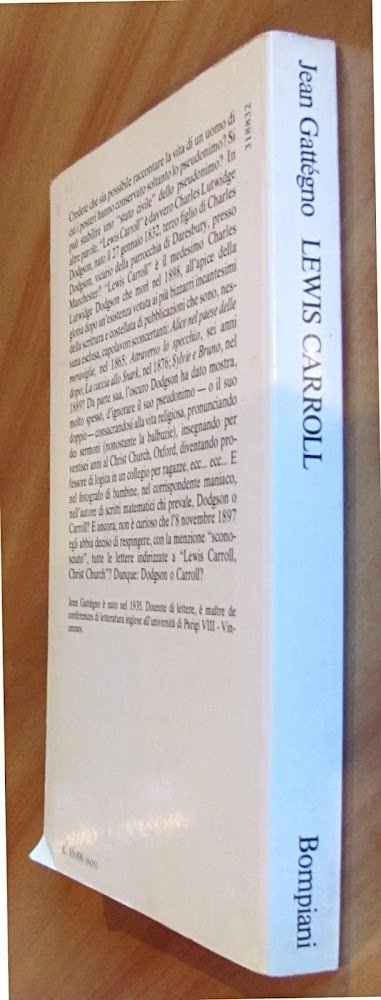 Jean Gattégno LEWIS CARROLL
Bompiani
318832
Credete che sia possibile raccontare la vita di un uomo di
cui i posteri hanno conservato soltanto lo pseudonimo? Si
può stabilire uno "stato civile" dello pseudonimo? In
altre parole, "Lewis Carroll" è davvero Charles Lutwidge
Dodgson, nato il 27 gennaio 1832, terzo figlio di Charles
Dodgson, vicario della parrocchia di Daresbury, presso
Manchester? "Lewis Carroll" è il medesimo Charles
Lutwidge Dodgson che morì nel 1898, all'apice della
gloria dopo un'esistenza votata ai più bizzarri incantesimi
della scrittura e costellata di pubblicazioni che sono, nes-
suna esclusa, capolavori sconcertanti: Alice nel paese delle
meraviglie, nel 1865; Attraverso lo specchio, sei anni
dopo; La caccia allo Snark, nel 1876; Sylvie e Bruno, nel
1889? Da parte sua, l'oscuro Dodgson ha dato mostra,
molto spesso, d'ignorare il suo pseudonimo — o il suo
doppio — consacrandosi alla vita religiosa, pronunciando
dei sermoni (nonostante la balbuzie), insegnando per
ventisei anni al Christ Church, Oxford, diventando pro-
fessore di logica in un collegio per ragazze, ecc... ecc... E
nel fotografo di bambine, nel corrispondente maniaco,
nell'autore di scritti matematici chi prevale, Dodgson o
Carroll? E ancora, non è curioso che l'8 novembre 1897
egli abbia deciso di respingere, con la menzione "scono-
sciuto", tutte le lettere indirizzate a "Lewis Carroll,
Christ Church"? Dunque: Dodgson o Carroll?
Jean Gattégno è nato nel 1935. Docente di lettere, è maître de
conferences di letteratura inglese all'università di Parigi VIII - Vin-
cennes.